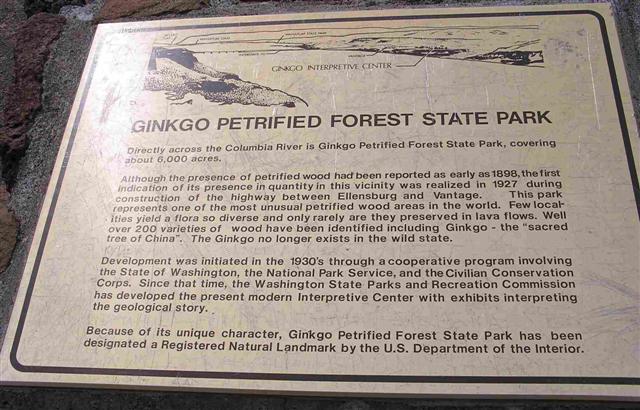 GINKGO INTERPRETIVE CENTER
GINKGO PETRIFIED FOREST STATE PARK
Directly across the Columbia River is Ginkgo Petrified Forest State Park, covering
about 6,000 acres.
Although the presence of petrified wood had been reported as early as 1898, the first
indication of its presence in quantity in this vicinity was realized in 1927 during
construction of the highway between Ellensburg and Vantage. This park
represents one of the most unusual petrified wood areas in the world. Few local-
ities yield a flora so diverse and only rarely are they preserved in lava flows. Well
over 200 varieties of wood have been identified including Ginkgo - the "sacred
tree of China". The Ginkgo no longer exists in the wild state.
Development was initiated in the 1930's through a cooperative program involving
the State of Washington, the National Park Service, and the Civilian Conservation
Corps. Since that time, the Washington State Parks and Recreation Commission
has developed the present modern Interpretive Center with exhibits interpreting
the geological story.
Because of its unique character, Ginkgo Petrified Forest State Park has been
designated a Registered Natural Landmark by the U.S. Department of the Interior.